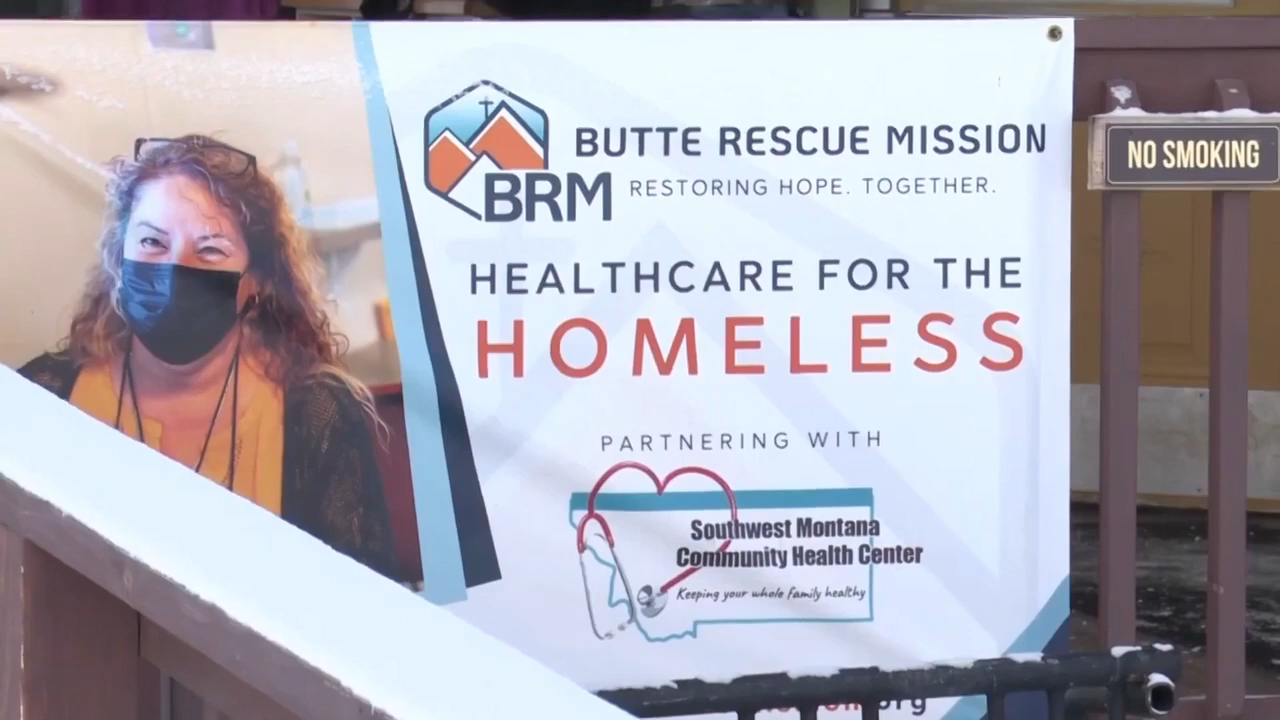 BUTTE RESCUE MISSION
BRM
RESTORING HOPE. TOGETHER.
NO SMOKING
HEALTHCARE FOR THE
HOMELESS
PARTNERING WITH
Southwest Montana
Community Health Center
Keeping your whole family healthy